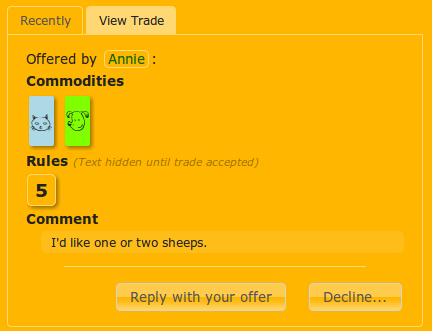 Recently
View Trade
Offered by Annie :
Commodities
Rules (Text hidden until trade accepted)
5
Comment
I'd like one or two sheeps.
Reply with your offer
Decline...